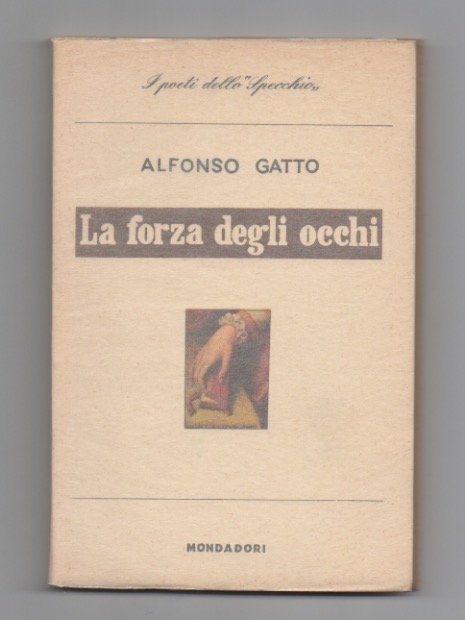 I poeti dello "Specchio„
ALFONSO GATTO
La forza degli occhi
MONDADORI